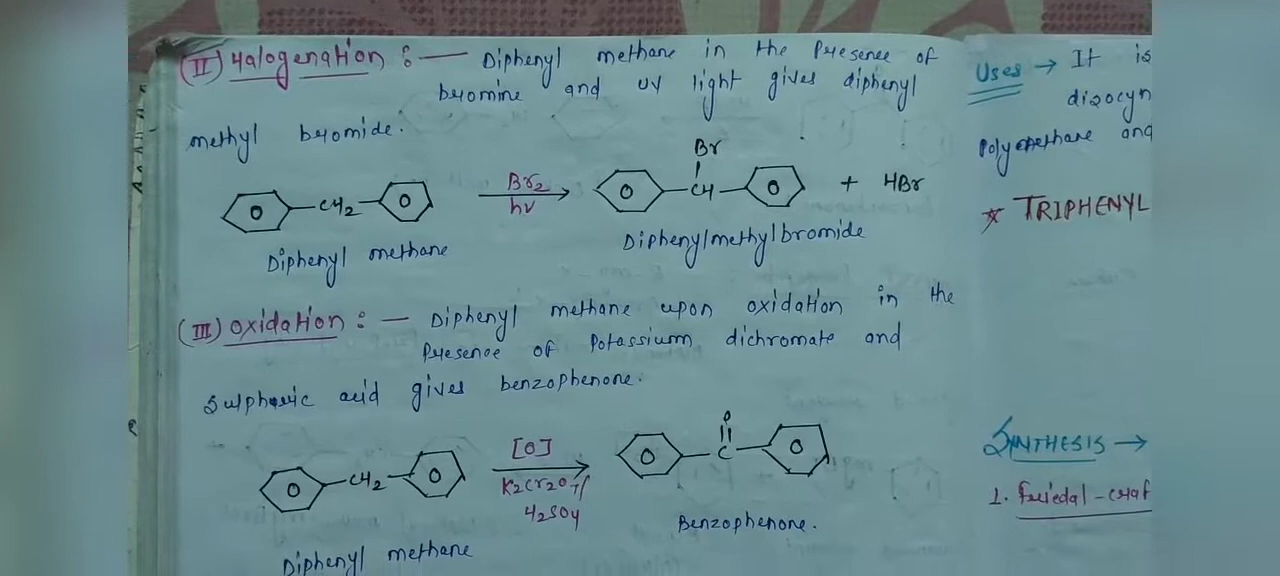 (II) Halogenation :— Diphenyl methane in the Presence of
bromine and UV light gives diphenyl
methyl bromide.
Br
CH2 Br2 CH + HBr
hν
Diphenyl methane Diphenylmethylbromide
(III) Oxidation :— Diphenyl methane upon oxidation in the
Presence of Potassium dichromate and
Sulphuric acid gives benzophenone.
O
CH2 [O] C
K2Cr2O7/
H2SO4
Diphenyl methane Benzophenone.
Uses → It is
diisocyn
and
☆ TRIPHENYL
SYNTHESIS →
1. Friedal-craf